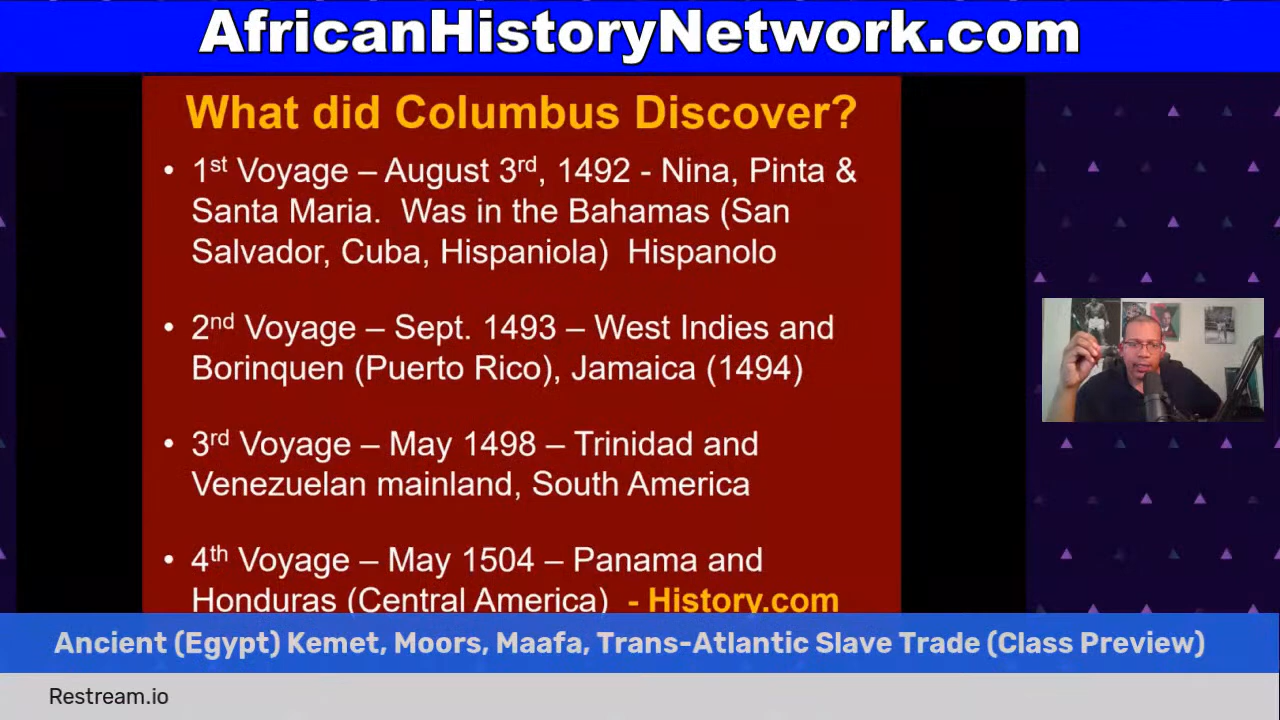 AfricanHistoryNetwork.com
What did Columbus Discover?
• 1st Voyage – August 3rd, 1492 - Nina, Pinta &
Santa Maria. Was in the Bahamas (San
Salvador, Cuba, Hispaniola) Hispanolo
• 2nd Voyage – Sept. 1493 – West Indies and
Borinquen (Puerto Rico), Jamaica (1494)
• 3rd Voyage – May 1498 – Trinidad and
Venezuelan mainland, South America
• 4th Voyage – May 1504 – Panama and
Honduras (Central America) - History.com
Ancient (Egypt) Kemet, Moors, Maafa, Trans-Atlantic Slave Trade (Class Preview)
Restream.io